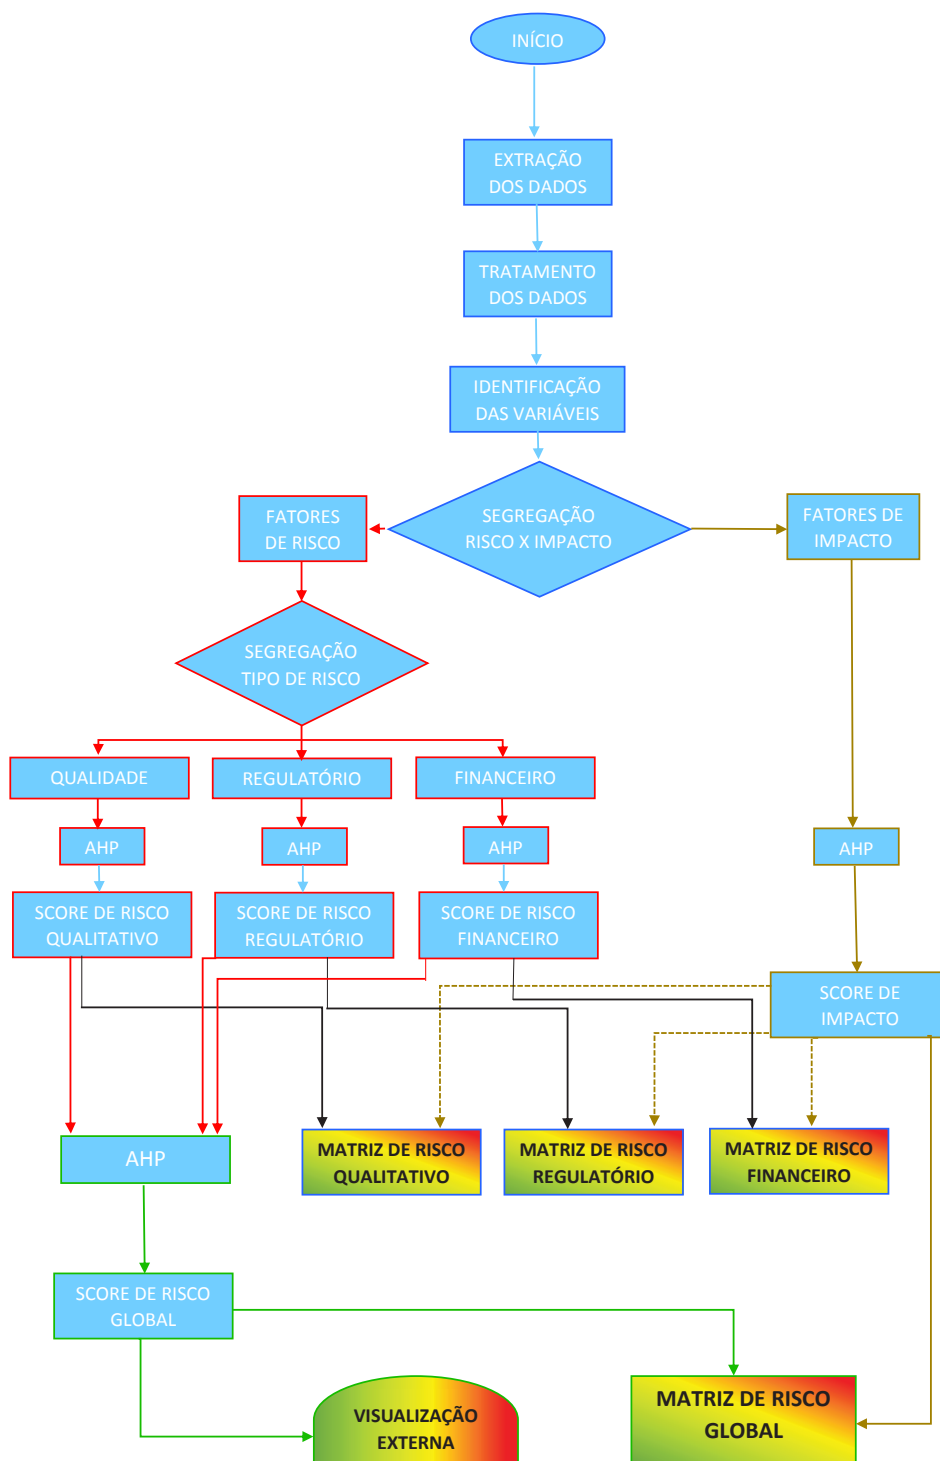 INÍCIO
EXTRAÇÃO
DOS DADOS
TRATAMENTO
DOS DADOS
IDENTIFICAÇÃO
DAS VARIÁVEIS
SEGREGAÇÃO
RISCO X IMPACTO
FATORES
DE RISCO
FATORES DE
IMPACTO
SEGREGAÇÃO
TIPO DE RISCO
QUALIDADE
REGULATÓRIO
FINANCEIRO
AHP
AHP
AHP
AHP
SCORE DE RISCO
QUALITATIVO
SCORE DE RISCO
REGULATÓRIO
SCORE DE RISCO
FINANCEIRO
SCORE DE
IMPACTO
AHP
MATRIZ DE RISCO
QUALITATIVO
MATRIZ DE RISCO
REGULATÓRIO
MATRIZ DE RISCO
FINANCEIRO
SCORE DE RISCO
GLOBAL
VISUALIZAÇÃO
EXTERNA
MATRIZ DE RISCO
GLOBAL